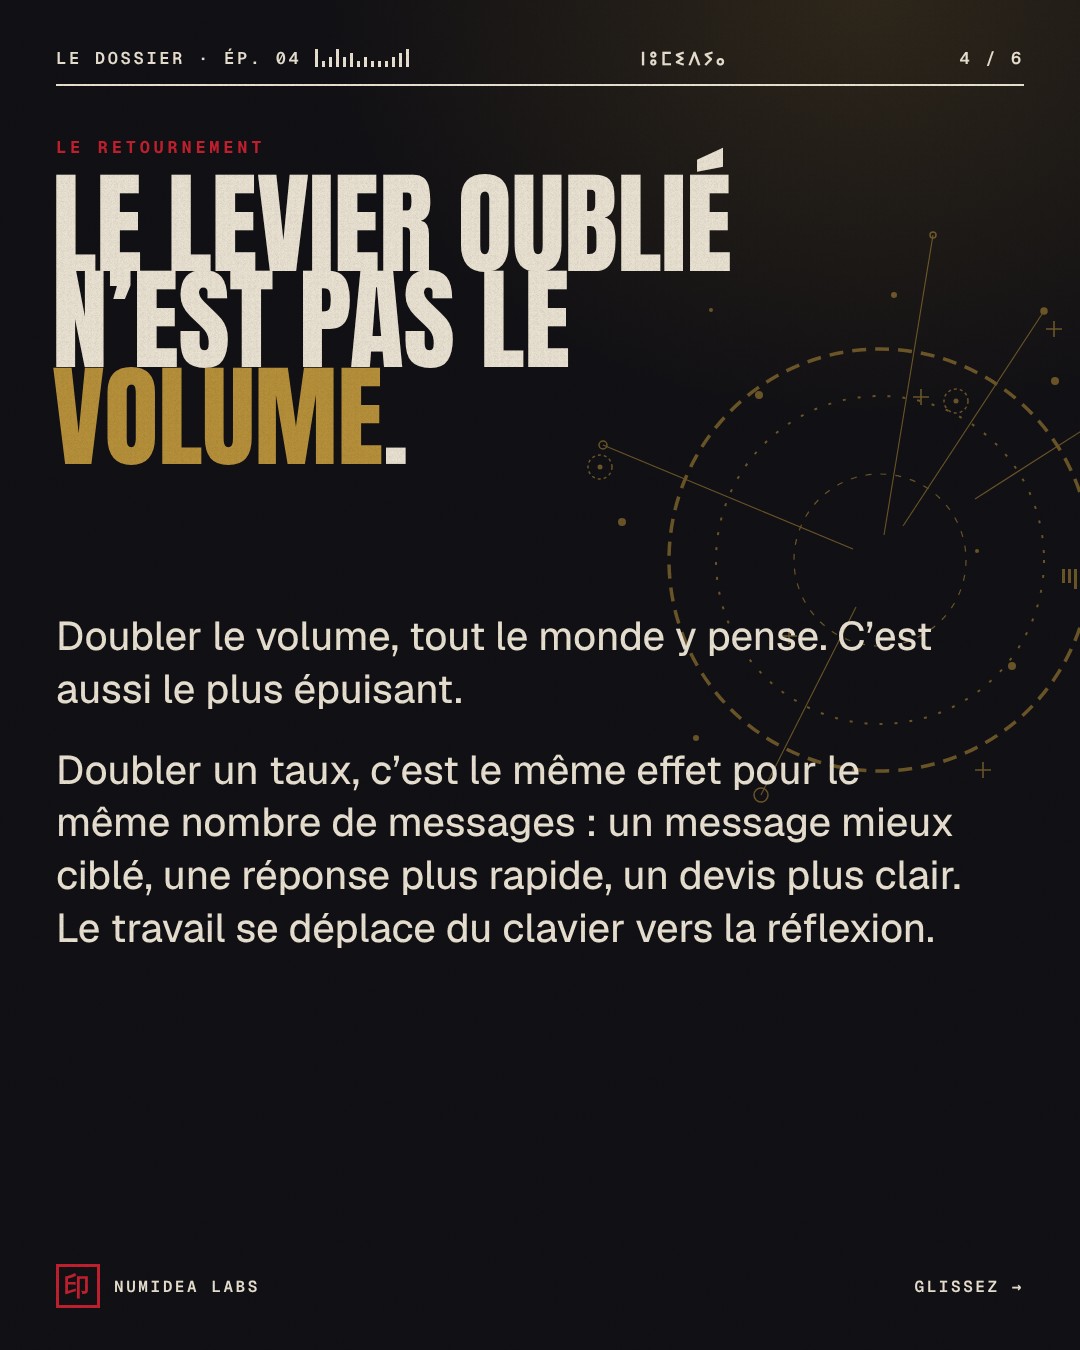 LE DOSSIER · ÉP. 04
ⵏⵓⵎⵉⴷⵢⴰ
4 / 6
LE RETOURNEMENT
LE LEVIER OUBLIÉ
N’EST PAS LE
VOLUME.
Doubler le volume, tout le monde y pense. C’est
aussi le plus épuisant.
Doubler un taux, c’est le même effet pour le
même nombre de messages : un message mieux
ciblé, une réponse plus rapide, un devis plus clair.
Le travail se déplace du clavier vers la réflexion.
印 NUMIDEA LABS
GLISSEZ →